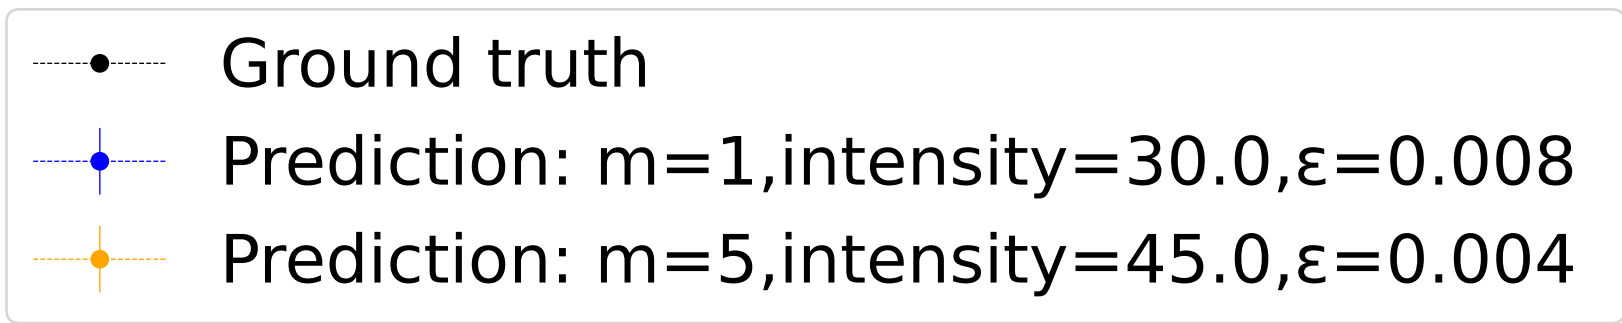 Ground truth
Prediction: m=1,intensity=30.0,ε=0.008
Prediction: m=5,intensity=45.0,ε=0.004